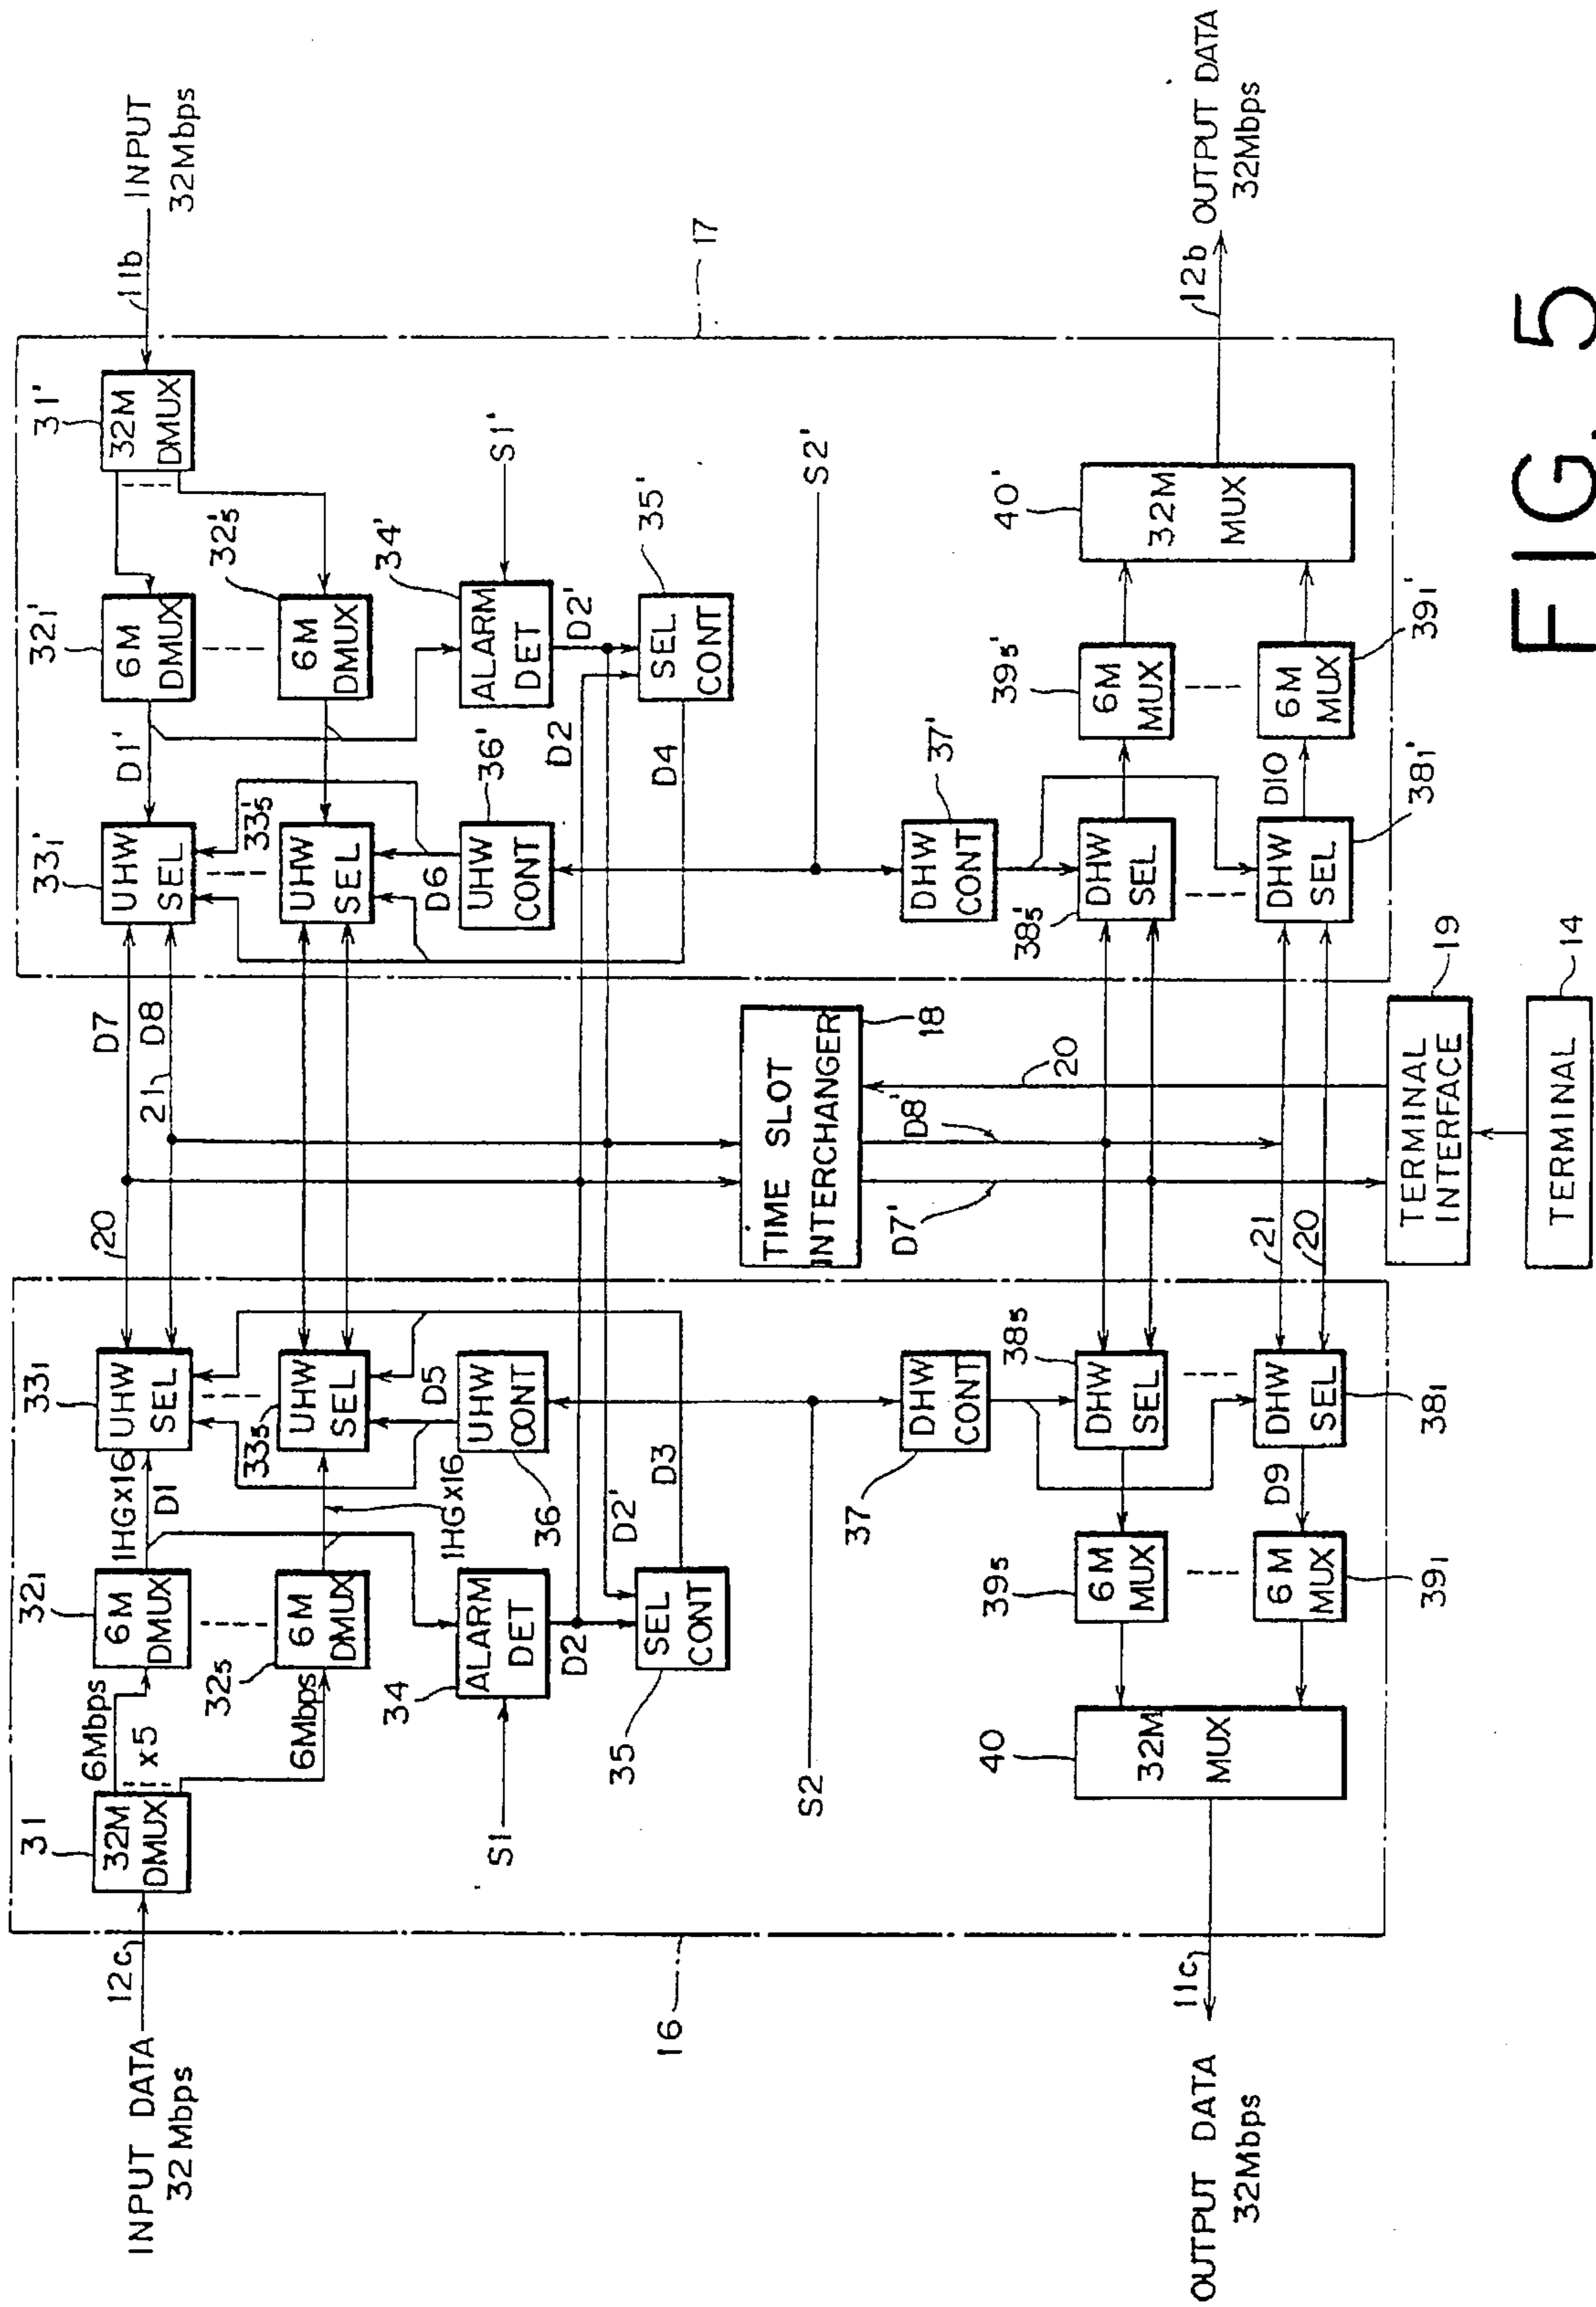 INPUT DATA
32 Mbps
12c
31
32M
DMUX
6Mbps
x5
6Mbps
32₁
6M
DMUX
32₅
6M
DMUX
1HG x16
D1
1HG x16
33₁
UHW
SEL
33₅
UHW
SEL
D5
34
ALARM
DET
S1
D2
D2'
35
SEL
CONT
D3
36
UHW
CONT
S2
37
DHW
CONT
38₅
DHW
SEL
38₁
DHW
SEL
D9
39₅
6M
MUX
39₁
6M
MUX
40
32M
MUX
11c
OUTPUT DATA
32Mbps
16
20
D7
21
D8
TIME SLOT
INTERCHANGER
18
20
D8'
D7'
21
20
TERMINAL
INTERFACE
19
TERMINAL
14
INPUT
32Mbps
11b
31'
32M
DMUX
32₁'
6M
DMUX
32₅'
6M
DMUX
D1'
33₁'
UHW
SEL
33₅'
UHW
SEL
D6
34'
ALARM
DET
S1'
D2'
D2
35'
SEL
CONT
D4
36'
UHW
CONT
S2'
37'
DHW
CONT
38₅'
DHW
SEL
38₁'
DHW
SEL
D10
39₅'
6M
MUX
39₁'
6M
MUX
40'
32M
MUX
12b
OUTPUT DATA
32Mbps
17
FIG. 5